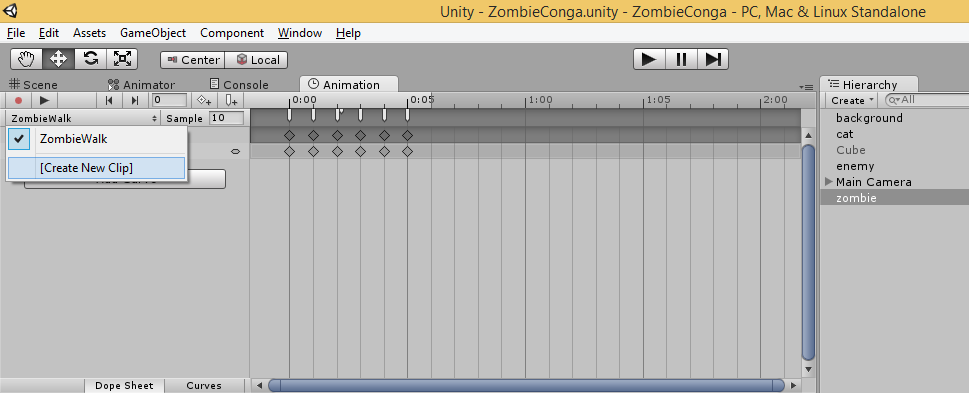 Unity - ZombieConga.unity - ZombieConga - PC, Mac & Linux Standalone
File Edit Assets GameObject Component Window Help
Center Local
Scene Animator Console Animation
0 0:00 0:05 1:00 1:05 2:00
ZombieWalk Sample 10
ZombieWalk
[Create New Clip]
Dope Sheet Curves
Hierarchy
Create All
background
cat
Cube
enemy
Main Camera
zombie